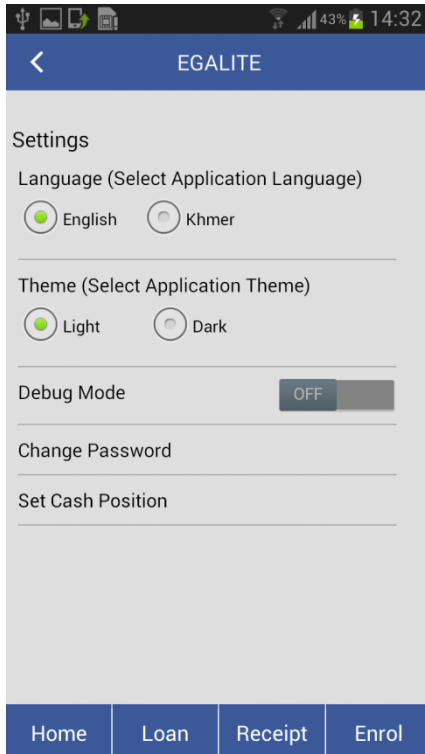 43% 14:32
EGALITE
Settings
Language (Select Application Language)
English Khmer
Theme (Select Application Theme)
Light Dark
Debug Mode OFF
Change Password
Set Cash Position
Home Loan Receipt Enrol